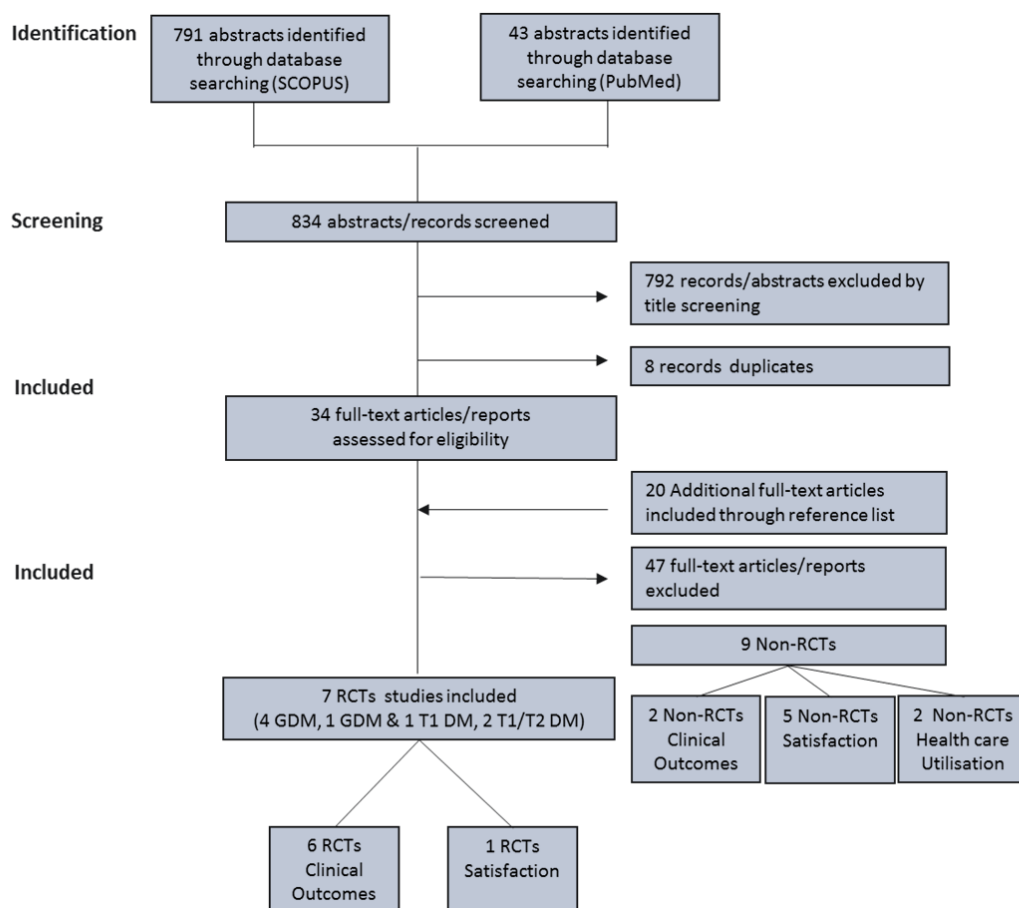 Identification
791 abstracts identified
through database
searching (SCOPUS)
43 abstracts identified
through database
searching (PubMed)
Screening
834 abstracts/records screened
792 records/abstracts excluded by
title screening
8 records duplicates
Included
34 full-text articles/reports
assessed for eligibility
20 Additional full-text articles
included through reference list
Included
47 full-text articles/reports
excluded
9 Non-RCTs
7 RCTs studies included
(4 GDM, 1 GDM & 1 T1 DM, 2 T1/T2 DM)
2 Non-RCTs
Clinical
Outcomes
5 Non-RCTs
Satisfaction
2 Non-RCTs
Health care
Utilisation
6 RCTs
Clinical
Outcomes
1 RCTs
Satisfaction